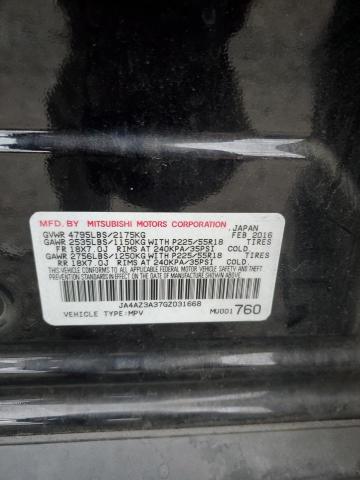 MFD. BY MITSUBISHI MOTORS CORPORATION, JAPAN
GVWR 4795LBS/2175KG FEB 2016
GAWR 2535LBS/1150KG WITH P225/55R18 TIRES
FR 18X7.0J RIMS AT 240KPA/35PSI COLD.
GAWR 2756LBS/1250KG WITH P225/55R18 TIRES
RR 18X7.0J RIMS AT 240KPA/35PSI COLD.
THIS VEHICLE CONFORMS TO ALL APPLICABLE
FEDERAL MOTOR VEHICLE SAFETY STANDARDS
IN EFFECT ON THE DATE OF MANUFACTURE SHOWN
ABOVE.
JA4AZ3A37GZ031668
VEHICLE TYPE:MPV MU001 760